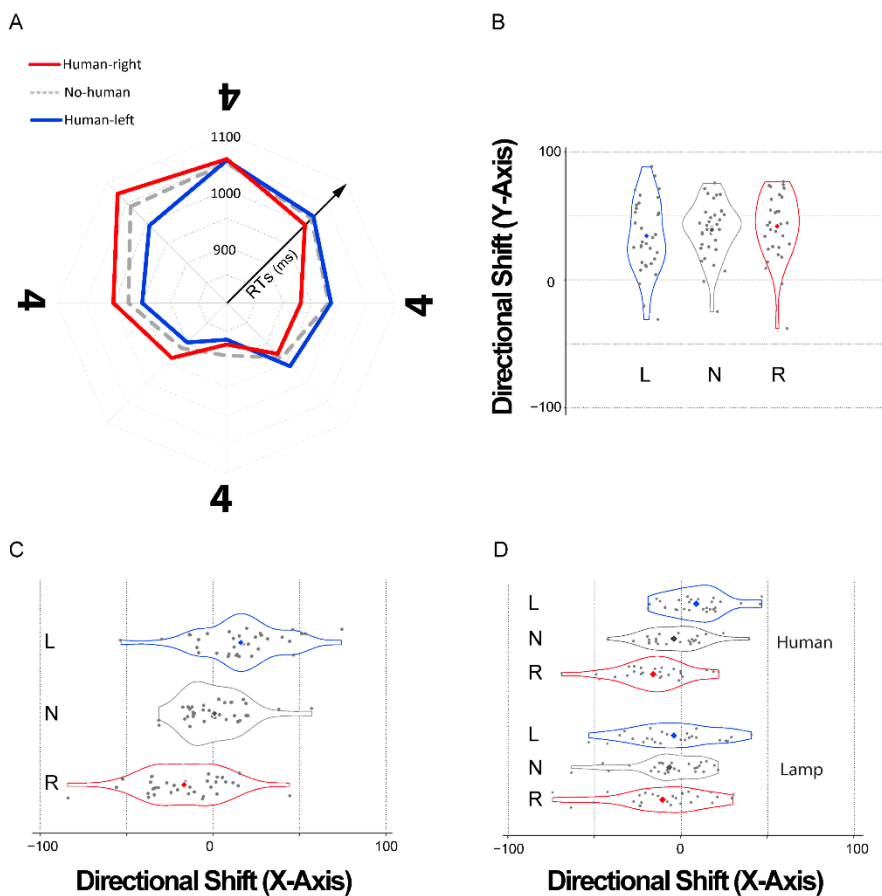 A
Human-right
No-human
Human-left
4
1100
1000
900
RTs (ms)
4
4
4
B
Directional Shift (Y-Axis)
100
0
−100
L N R
C
L
N
R
−100 0 100
Directional Shift (X-Axis)
D
L
N
R
Human
L
N
R
Lamp
−100 0 100
Directional Shift (X-Axis)